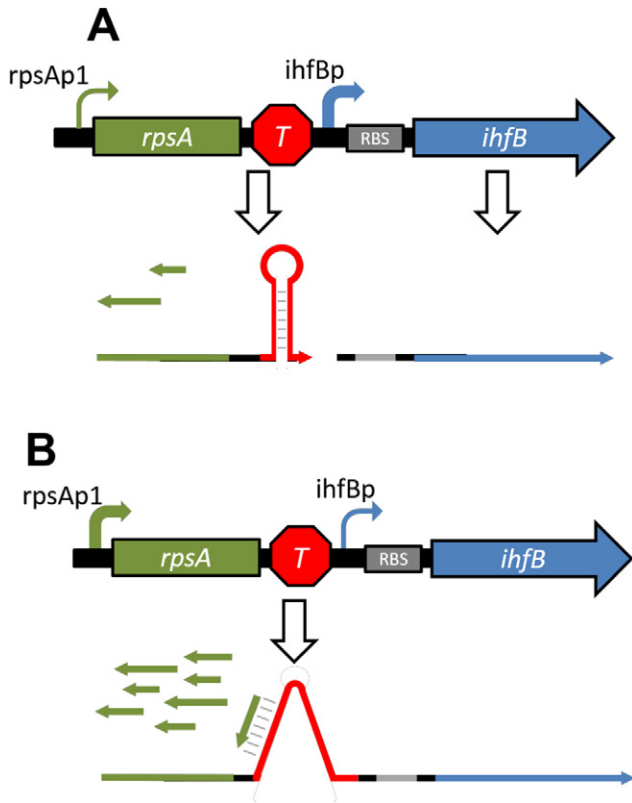 A
rpsAp1
ihfBp
rpsA
T
RBS
ihfB
B
rpsAp1
ihfBp
rpsA
T
RBS
ihfB